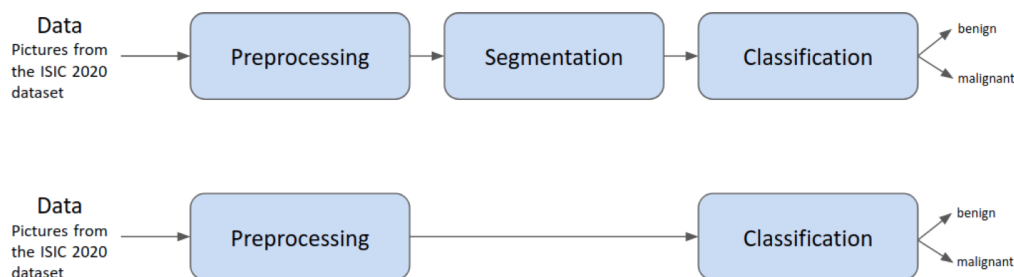 Data
Pictures from
the ISIC 2020
dataset
Preprocessing
Segmentation
Classification
benign
malignant
Data
Pictures from
the ISIC 2020
dataset
Preprocessing
Classification
benign
malignant